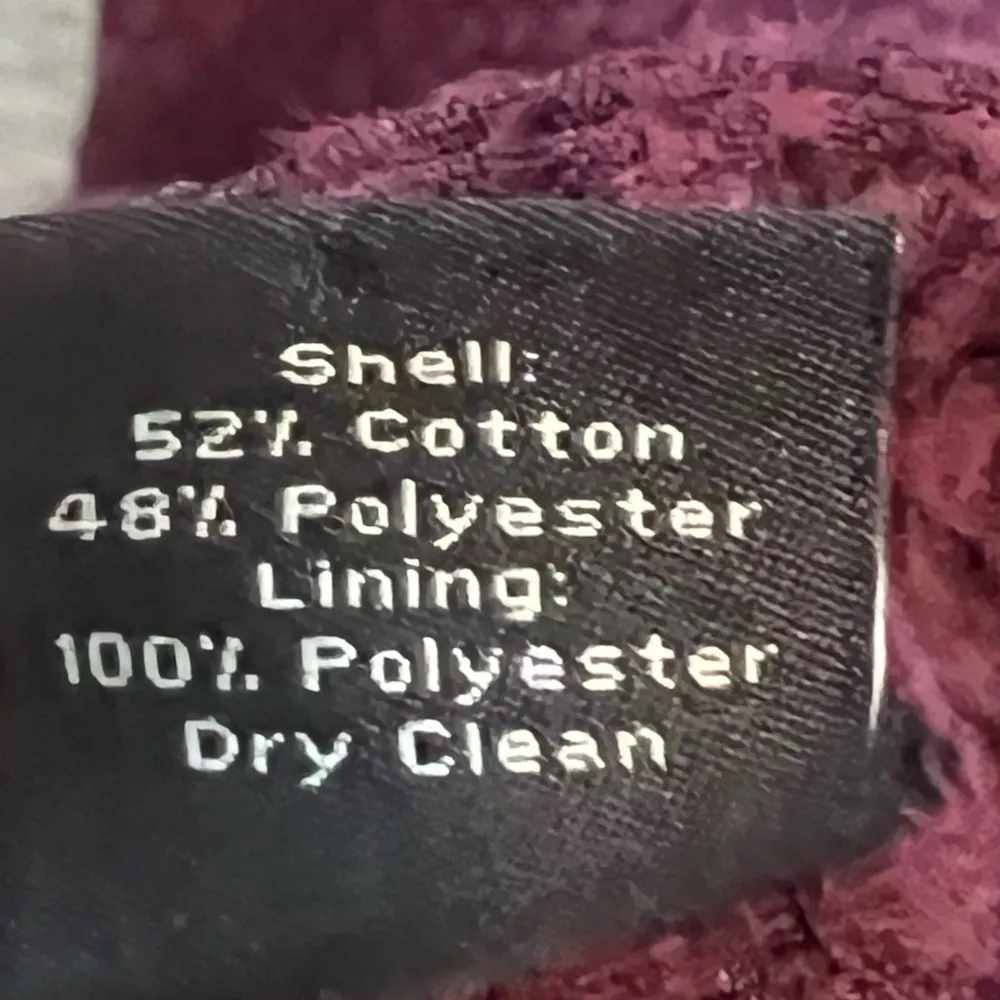 Shell:
52% Cotton
48% Polyester
Lining:
100% Polyester
Dry Clean